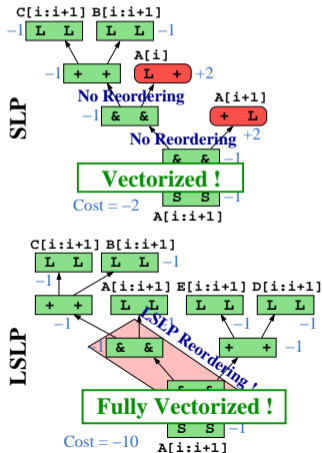 C[i:i+1] B[i:i+1]
−1 L L L L −1
A[i]
−1 + + L + +2
No Reordering
A[i+1]
−1 & & + L
No Reordering +2
& & −1
Vectorized !
S S −1
Cost = −2
A[i:i+1]
SLP
C[i:i+1] B[i:i+1]
L L L L −1
−1 A[i:i+1] E[i:i+1] D[i:i+1]
+ + L L L L L L
−1 −1 −1 −1
LSLP Reordering !
& & + + −1
Fully Vectorized !
S S −1
Cost = −10
A[i:i+1]
LSLP